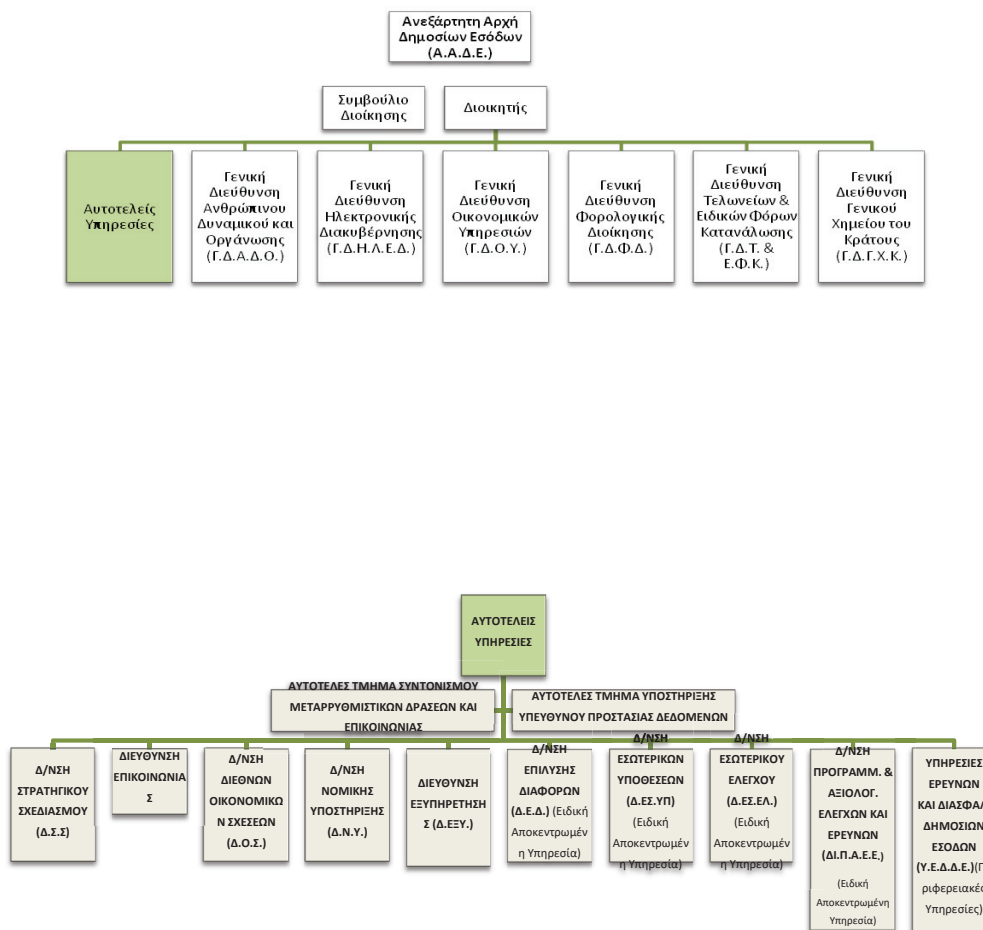 Ανεξάρτητη Αρχή
Δημοσίων Εσόδων
(Α.Α.Δ.Ε.)
Συμβούλιο
Διοίκησης
Διοικητής
Αυτοτελείς
Υπηρεσίες
Γενική
Διεύθυνση
Ανθρώπινου
Δυναμικού και
Οργάνωσης
(Γ.Δ.Α.Δ.Ο.)
Γενική
Διεύθυνση
Ηλεκτρονικής
Διακυβέρνησης
(Γ.Δ.Η.Λ.Ε.Δ.)
Γενική
Διεύθυνση
Οικονομικών
Υπηρεσιών
(Γ.Δ.Ο.Υ.)
Γενική
Διεύθυνση
Φορολογικής
Διοίκησης
(Γ.Δ.Φ.Δ.)
Γενική
Διεύθυνση
Τελωνείων &
Ειδικών Φόρων
Κατανάλωσης
(Γ.Δ.Τ. &
Ε.Φ.Κ.)
Γενική
Διεύθυνση
Γενικού
Χημείου του
Κράτους
(Γ.Δ.Γ.Χ.Κ.)
ΑΥΤΟΤΕΛΕΙΣ
ΥΠΗΡΕΣΙΕΣ
ΑΥΤΟΤΕΛΕΣ ΤΜΗΜΑ ΣΥΝΤΟΝΙΣΜΟΥ
ΜΕΤΑΡΡΥΘΜΙΣΤΙΚΩΝ ΔΡΑΣΕΩΝ ΚΑΙ
ΕΠΙΚΟΙΝΩΝΙΑΣ
ΑΥΤΟΤΕΛΕΣ ΤΜΗΜΑ ΥΠΟΣΤΗΡΙΞΗΣ
ΥΠΕΥΘΥΝΟΥ ΠΡΟΣΤΑΣΙΑΣ ΔΕΔΟΜΕΝΩΝ
Δ/ΝΣΗ
ΣΤΡΑΤΗΓΙΚΟΥ
ΣΧΕΔΙΑΣΜΟΥ
(Δ.Σ.Σ)
ΔΙΕΥΘΥΝΣΗ
ΕΠΙΚΟΙΝΩΝΙΑ
Σ
Δ/ΝΣΗ
ΔΙΕΘΝΩΝ
ΟΙΚΟΝΟΜΙΚΩ
Ν ΣΧΕΣΕΩΝ
(Δ.Ο.Σ.)
Δ/ΝΣΗ
ΝΟΜΙΚΗΣ
ΥΠΟΣΤΗΡΙΞΗΣ
(Δ.Ν.Υ.)
ΔΙΕΥΘΥΝΣΗ
ΕΞΥΠΗΡΕΤΗΣΗ
Σ (Δ.ΕΞΥ.)
Δ/ΝΣΗ
ΕΠΙΛΥΣΗΣ
ΔΙΑΦΟΡΩΝ
(Δ.Ε.Δ.) (Ειδική
Αποκεντρωμέν
η Υπηρεσία)
Δ/ΝΣΗ
ΕΣΩΤΕΡΙΚΩΝ
ΥΠΟΘΕΣΕΩΝ
(Δ.ΕΣ.ΥΠ)
(Ειδική
Αποκεντρωμέν
η Υπηρεσία)
Δ/ΝΣΗ
ΕΣΩΤΕΡΙΚΟΥ
ΕΛΕΓΧΟΥ
(Δ.ΕΣ.ΕΛ.)
(Ειδική
Αποκεντρωμέν
η Υπηρεσία)
Δ/ΝΣΗ
ΠΡΟΓΡΑΜΜ. &
ΑΞΙΟΛΟΓ.
ΕΛΕΓΧΩΝ ΚΑΙ
ΕΡΕΥΝΩΝ
(ΔΙ.Π.Α.Ε.Ε.)
(Ειδική
Αποκεντρωμένη
Υπηρεσία)
ΥΠΗΡΕΣΙΕΣ
ΕΡΕΥΝΩΝ
ΚΑΙ
ΔΗΜΟΣΙΩΝ
ΕΣΟΔΩΝ
(Υ.Ε.Δ.Δ.Ε.)
ριφερειακές
Υπηρεσίες)